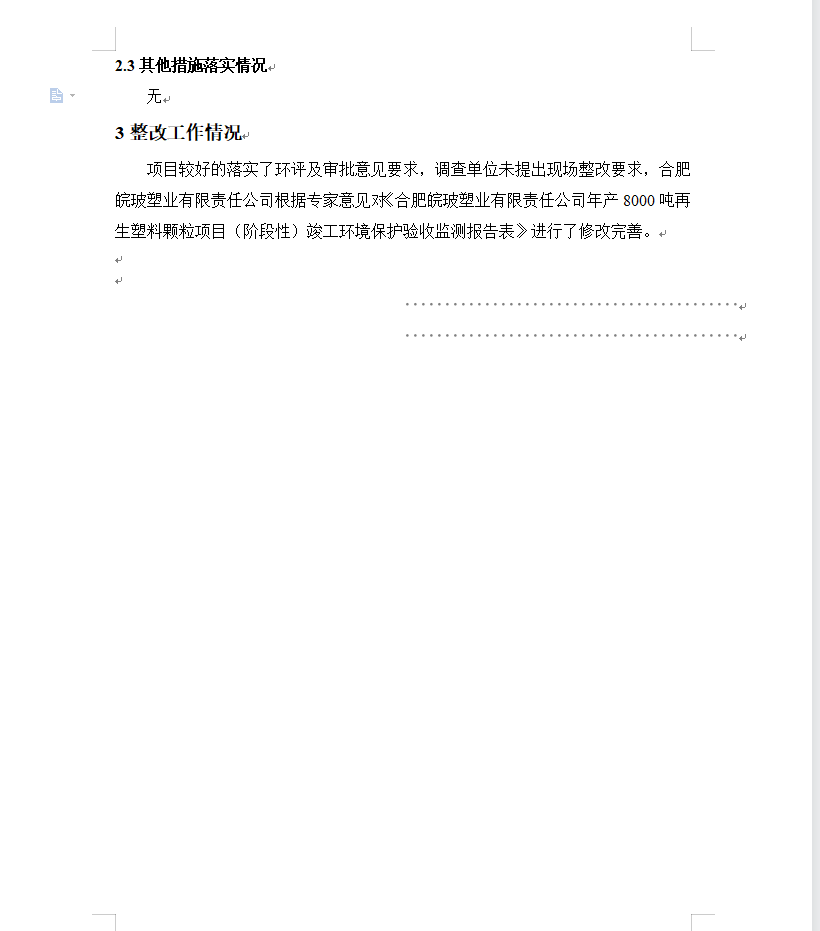 2.3 其他措施落实情况
无
3 整改工作情况
项目较好的落实了环评及审批意见要求，调查单位未提出现场整改要求，合肥
皖玻塑业有限责任公司根据专家意见对《合肥皖玻塑业有限责任公司年产 8000 吨再
生塑料颗粒项目（阶段性）竣工环境保护验收监测报告表》进行了修改完善。